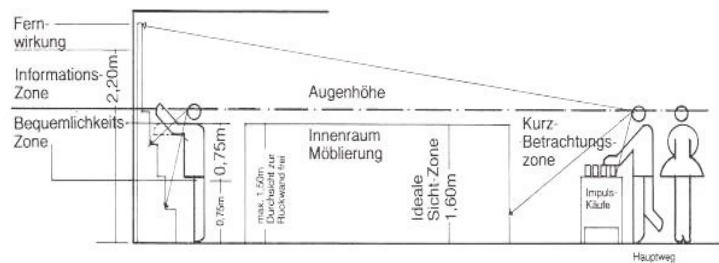 Fern-
wirkung
Informations-
Zone
Bequemlichkeits
Zone
2,20m
0,75m
0,75m
max. 1,50m
Durchsicht zur
Rückwand frei
Augenhöhe
Innenraum
Möblierung
Ideale
Sicht-Zone
1,60m
Kurz-
Betrachtungs-
zone
Impuls-
Käufe
Hauptweg